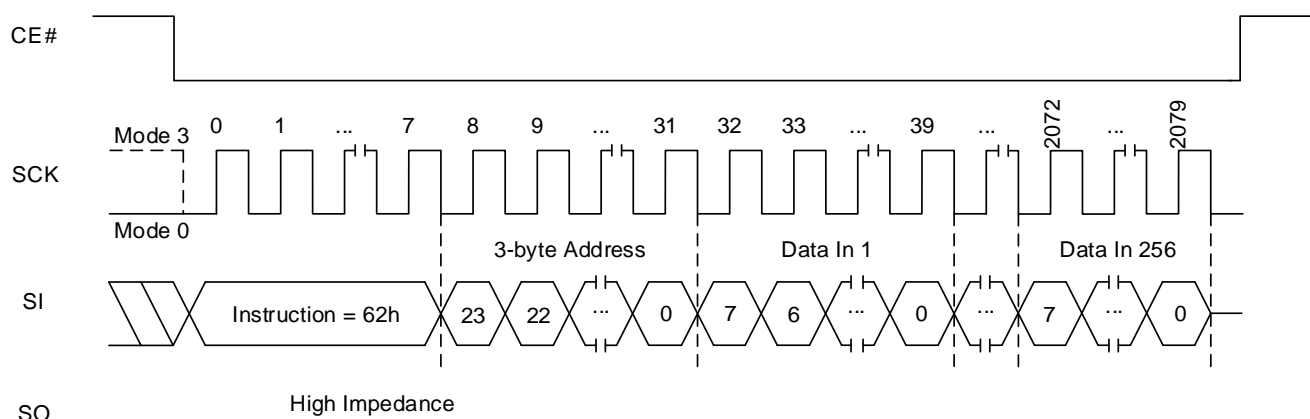 CE#
Mode 3 0 1 ... 7 8 9 ... 31 32 33 ... 39 ... 2072 ... 2079
SCK
Mode 0
3-byte Address Data In 1 Data In 256
SI Instruction = 62h 23 22 ... 0 7 6 ... 0 ... 7 ... 0
High Impedance
SO